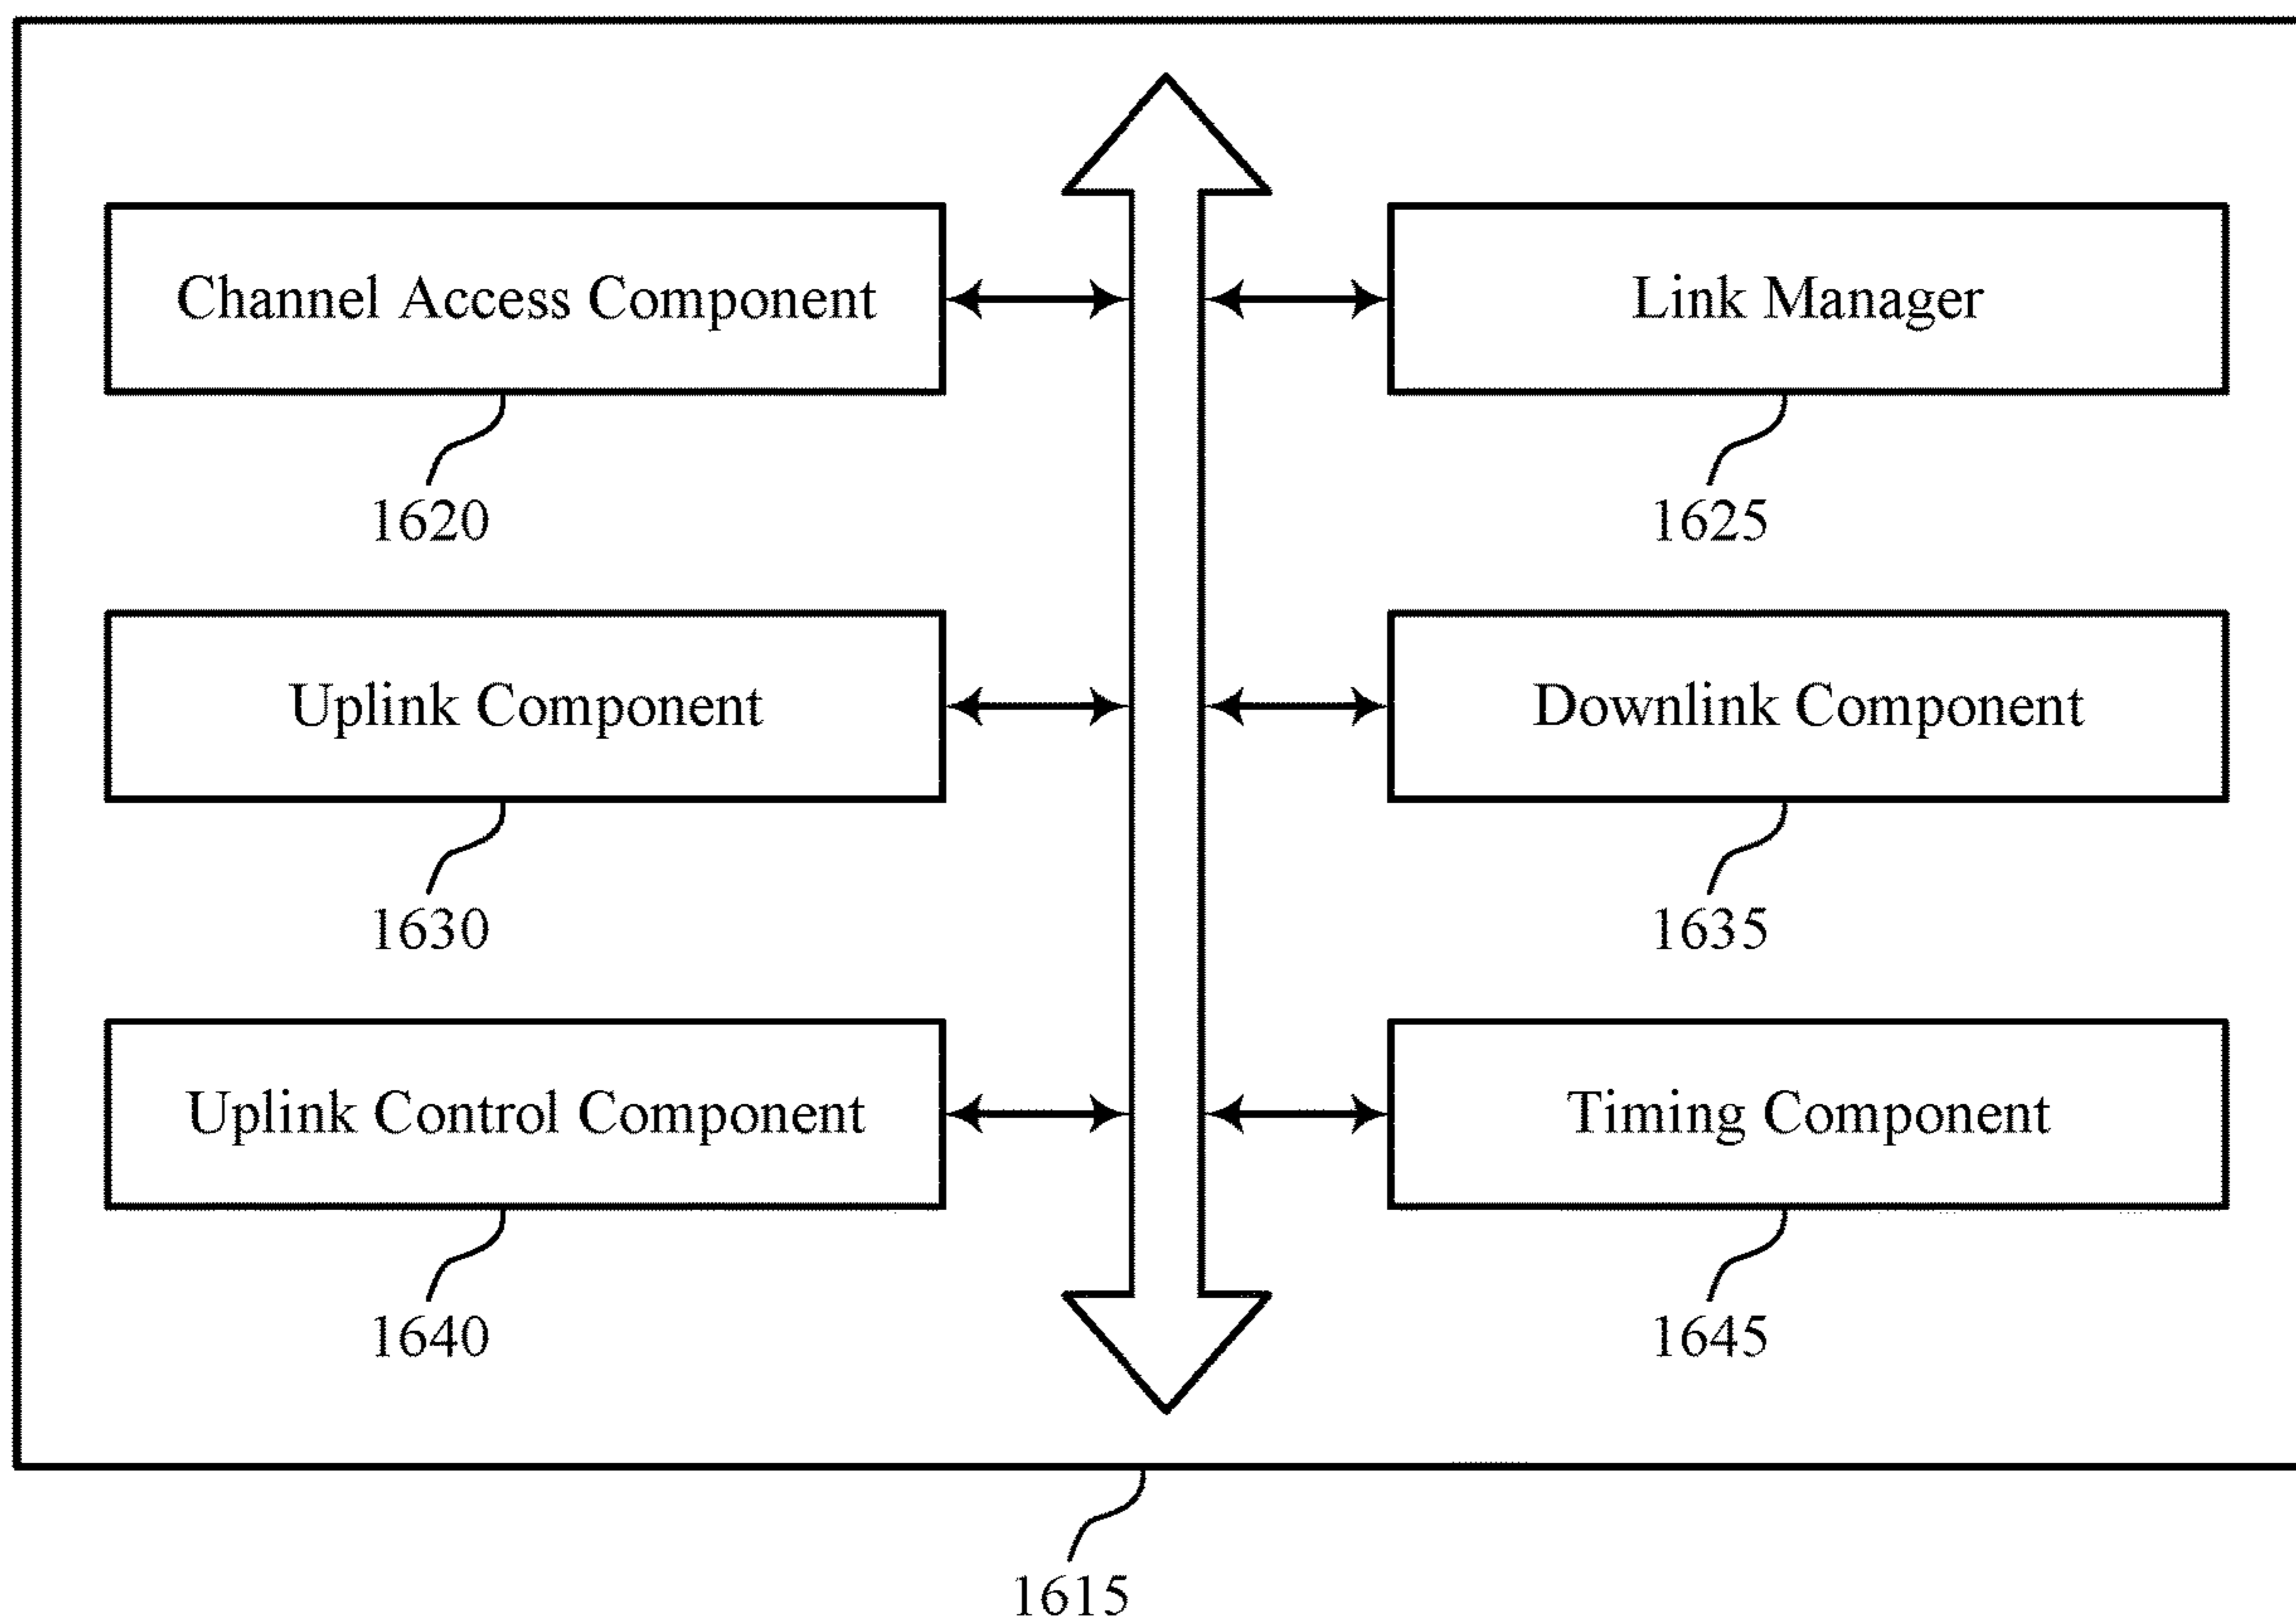 Channel Access Component
Link Manager
1620
1625
Uplink Component
Downlink Component
1630
1635
Uplink Control Component
Timing Component
1640
1645
1615